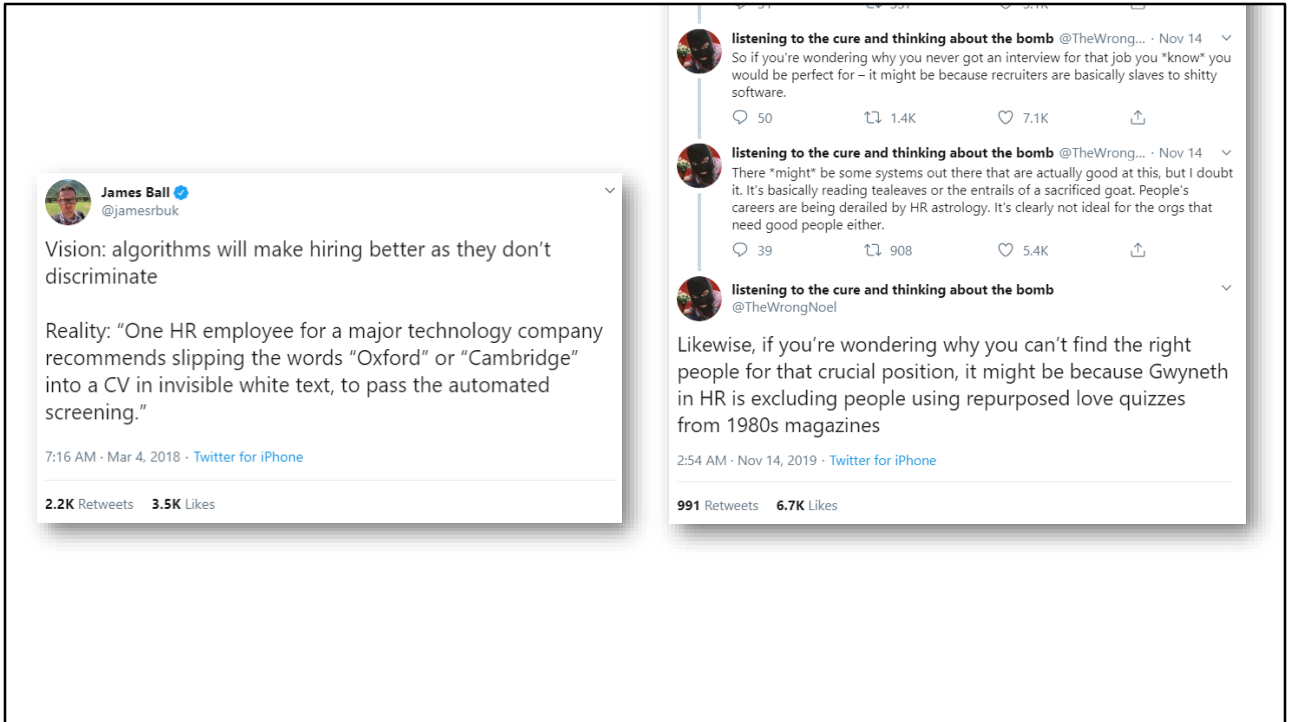 James Ball
@jamesrbuk
Vision: algorithms will make hiring better as they don't
discriminate
Reality: “One HR employee for a major technology company
recommends slipping the words “Oxford” or “Cambridge”
into a CV in invisible white text, to pass the automated
screening.”
7:16 AM · Mar 4, 2018 · Twitter for iPhone
2.2K Retweets 3.5K Likes
listening to the cure and thinking about the bomb @TheWrong... · Nov 14
So if you're wondering why you never got an interview for that job you *know* you
would be perfect for – it might be because recruiters are basically slaves to shitty
software.
50 1.4K 7.1K
listening to the cure and thinking about the bomb @TheWrong... · Nov 14
There *might* be some systems out there that are actually good at this, but I doubt
it. It's basically reading tealeaves or the entrails of a sacrificed goat. People's
careers are being derailed by HR astrology. It's clearly not ideal for the orgs that
need good people either.
39 908 5.4K
listening to the cure and thinking about the bomb
@TheWrongNoel
Likewise, if you're wondering why you can't find the right
people for that crucial position, it might be because Gwyneth
in HR is excluding people using repurposed love quizzes
from 1980s magazines
2:54 AM · Nov 14, 2019 · Twitter for iPhone
991 Retweets 6.7K Likes